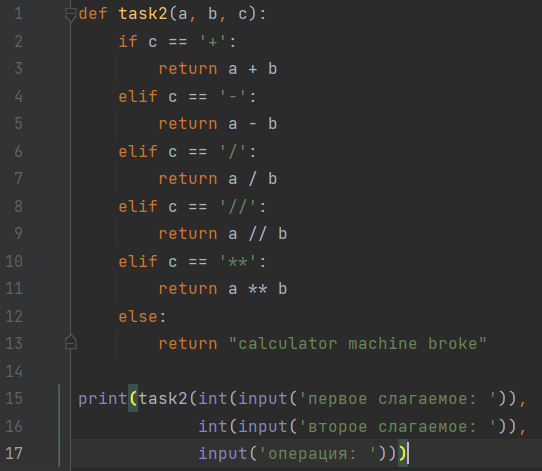 1 def task2(a, b, c):
2     if c == '+':
3         return a + b
4     elif c == '-':
5         return a - b
6     elif c == '/':
7         return a / b
8     elif c == '//':
9         return a // b
10     elif c == '**':
11         return a ** b
12     else:
13         return "calculator machine broke"
14
15 print(task2(int(input('первое слагаемое: ')),
16             int(input('второе слагаемое: ')),
17             input('операция: ')))